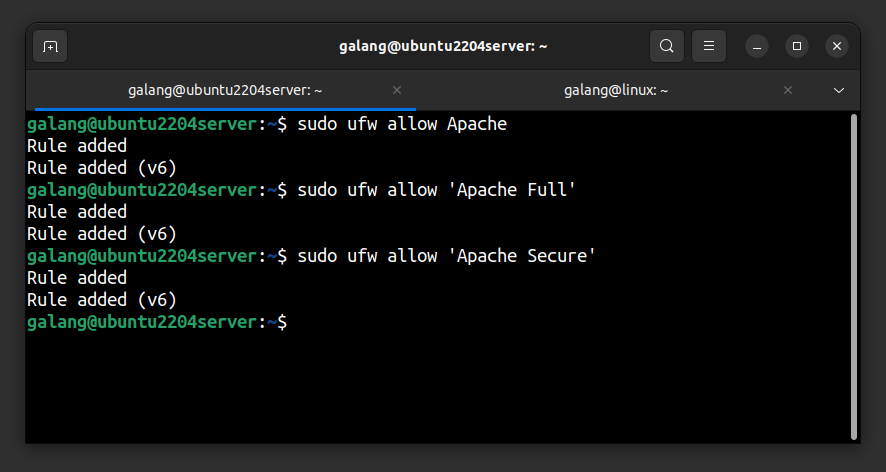 galang@ubuntu2204server: ~
galang@ubuntu2204server: ~
galang@linux: ~
galang@ubuntu2204server:~$ sudo ufw allow Apache
Rule added
Rule added (v6)
galang@ubuntu2204server:~$ sudo ufw allow 'Apache Full'
Rule added
Rule added (v6)
galang@ubuntu2204server:~$ sudo ufw allow 'Apache Secure'
Rule added
Rule added (v6)
galang@ubuntu2204server:~$